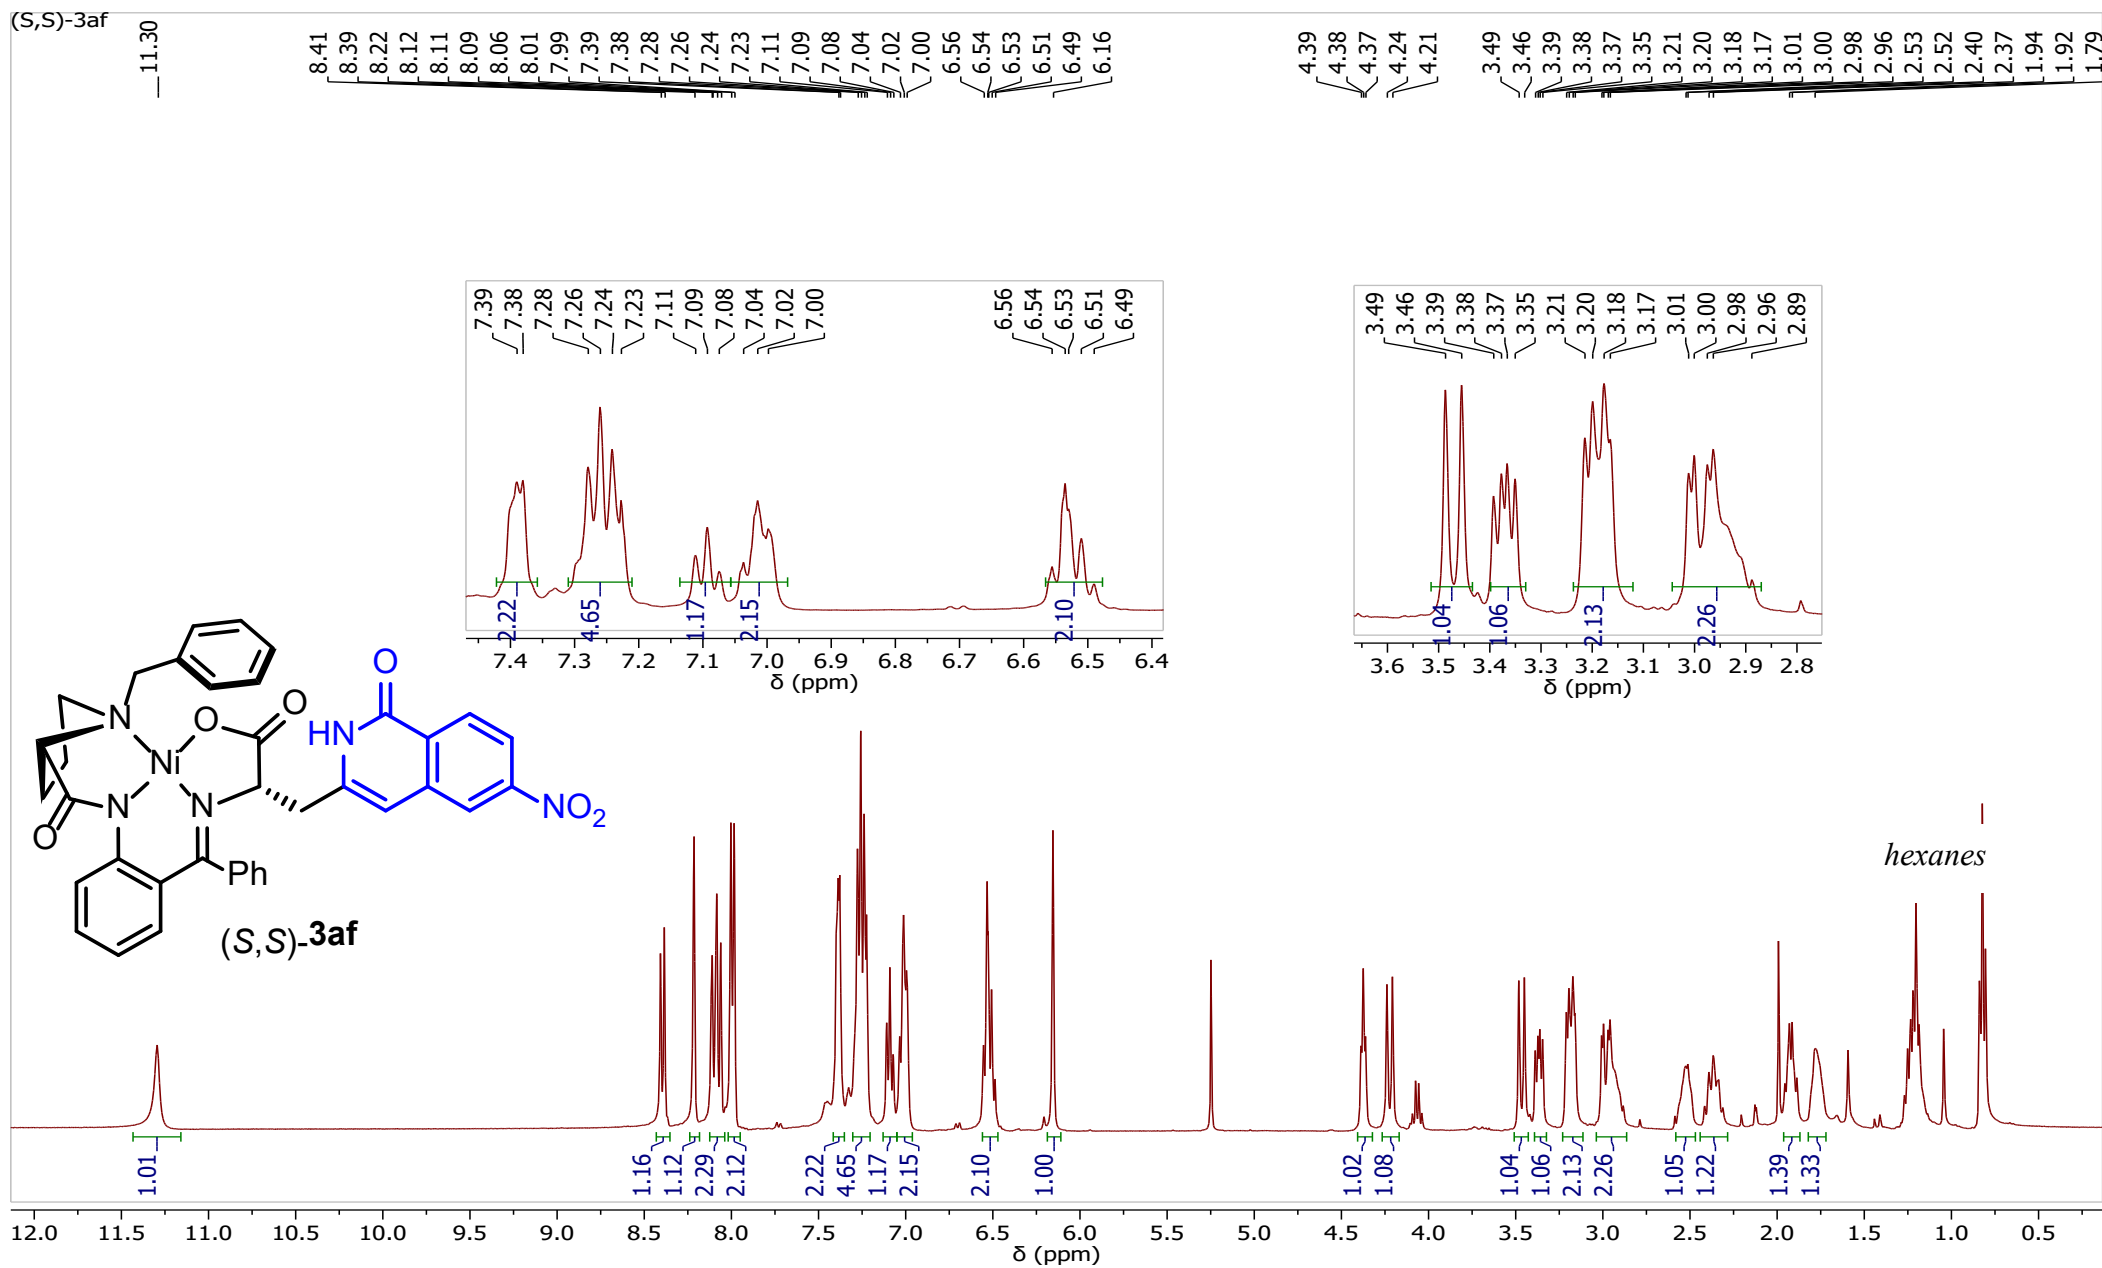 (S,S)-3af
11.30 8.41 8.39 8.22 8.12 8.11 8.09 8.06 8.01 7.99 7.39 7.38 7.28 7.26 7.24 7.23 7.11 7.09 7.08 7.04 7.02 7.00 6.56 6.54 6.53 6.51 6.49 6.16 4.39 4.38 4.37 4.24 4.21 3.49 3.46 3.39 3.38 3.37 3.35 3.21 3.20 3.18 3.17 3.01 3.00 2.98 2.96 2.53 2.52 2.40 2.37 1.94 1.92 1.79
7.39 7.38 7.28 7.26 7.24 7.23 7.11 7.09 7.08 7.04 7.02 7.00 6.56 6.54 6.53 6.51 6.49
2.22 4.65 1.17 2.15 2.10
7.4 7.3 7.2 7.1 7.0 6.9 6.8 6.7 6.6 6.5 6.4
δ (ppm)
3.49 3.46 3.39 3.38 3.37 3.35 3.21 3.20 3.18 3.17 3.01 3.00 2.98 2.96 2.89
1.04 1.06 2.13 2.26
3.6 3.5 3.4 3.3 3.2 3.1 3.0 2.9 2.8
δ (ppm)
O
N O O HN
Ni
N N NO2
O Ph
(S,S)-3af
hexanes
1.01 1.16 1.12 2.29 2.12 2.22 4.65 1.17 2.15 2.10 1.00 1.02 1.08 1.04 1.06 2.13 2.26 1.05 1.22 1.39 1.33
12.0 11.5 11.0 10.5 10.0 9.5 9.0 8.5 8.0 7.5 7.0 6.5 6.0 5.5 5.0 4.5 4.0 3.5 3.0 2.5 2.0 1.5 1.0 0.5
δ (ppm)